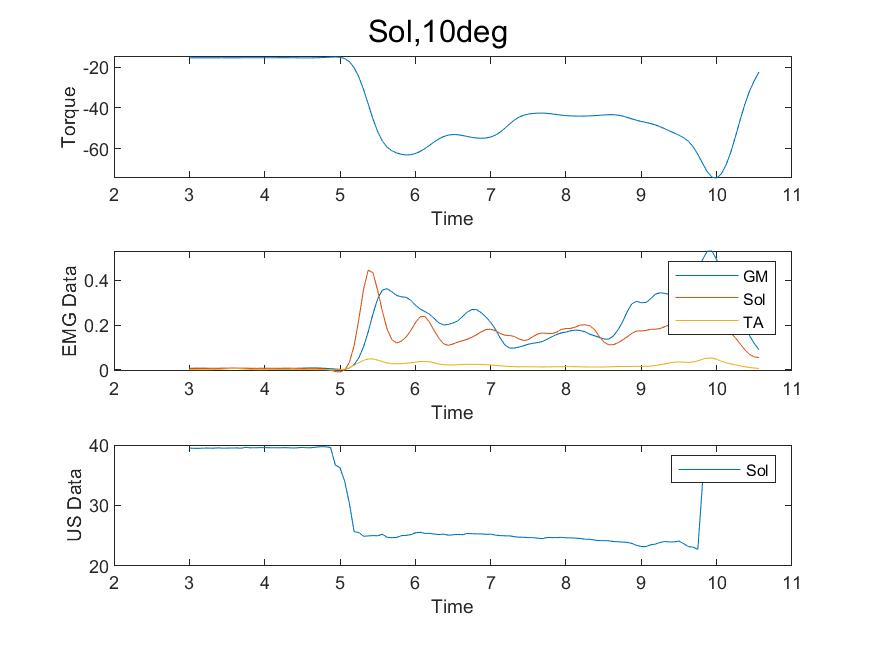 Sol,10deg
-20
-40
-60
Torque
2 3 4 5 6 7 8 9 10 11
Time
0.4
0.2
0
EMG Data
GM
Sol
TA
2 3 4 5 6 7 8 9 10 11
Time
40
30
20
US Data
Sol
2 3 4 5 6 7 8 9 10 11
Time